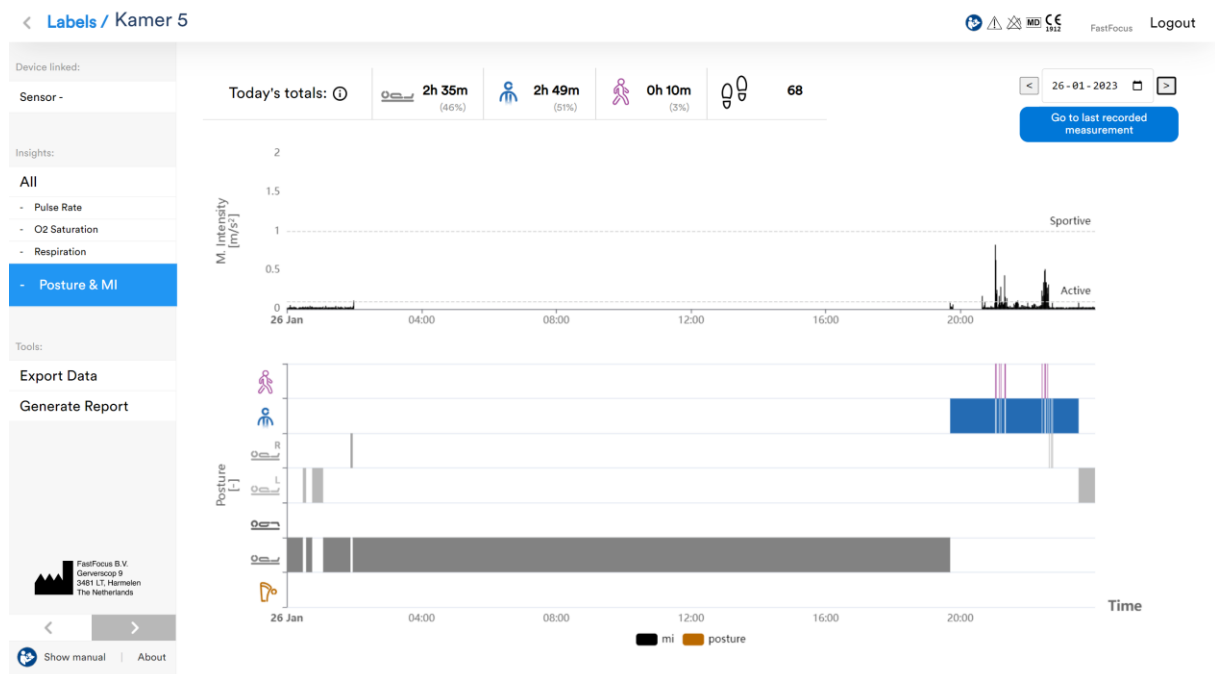 Labels / Kamer 5
MD
1912
FastFocus
Logout
Device linked:
Sensor -
Insights:
All
- Pulse Rate
- O2 Saturation
- Respiration
- Posture & MI
Tools:
Export Data
Generate Report
FastFocus B.V.
Gerverscop 9
3481 LT, Harmelen
The Netherlands
Show manual | About
Today's totals:
2h 35m
(46%)
2h 49m
(51%)
0h 10m
(3%)
68
< 26-01-2023 >
Go to last recorded
measurement
M. Intensity
[m/s²]
2
1.5
1
0.5
0
Sportive
Active
26 Jan 04:00 08:00 12:00 16:00 20:00
Posture
[-]
R
L
26 Jan 04:00 08:00 12:00 16:00 20:00
Time
mi posture